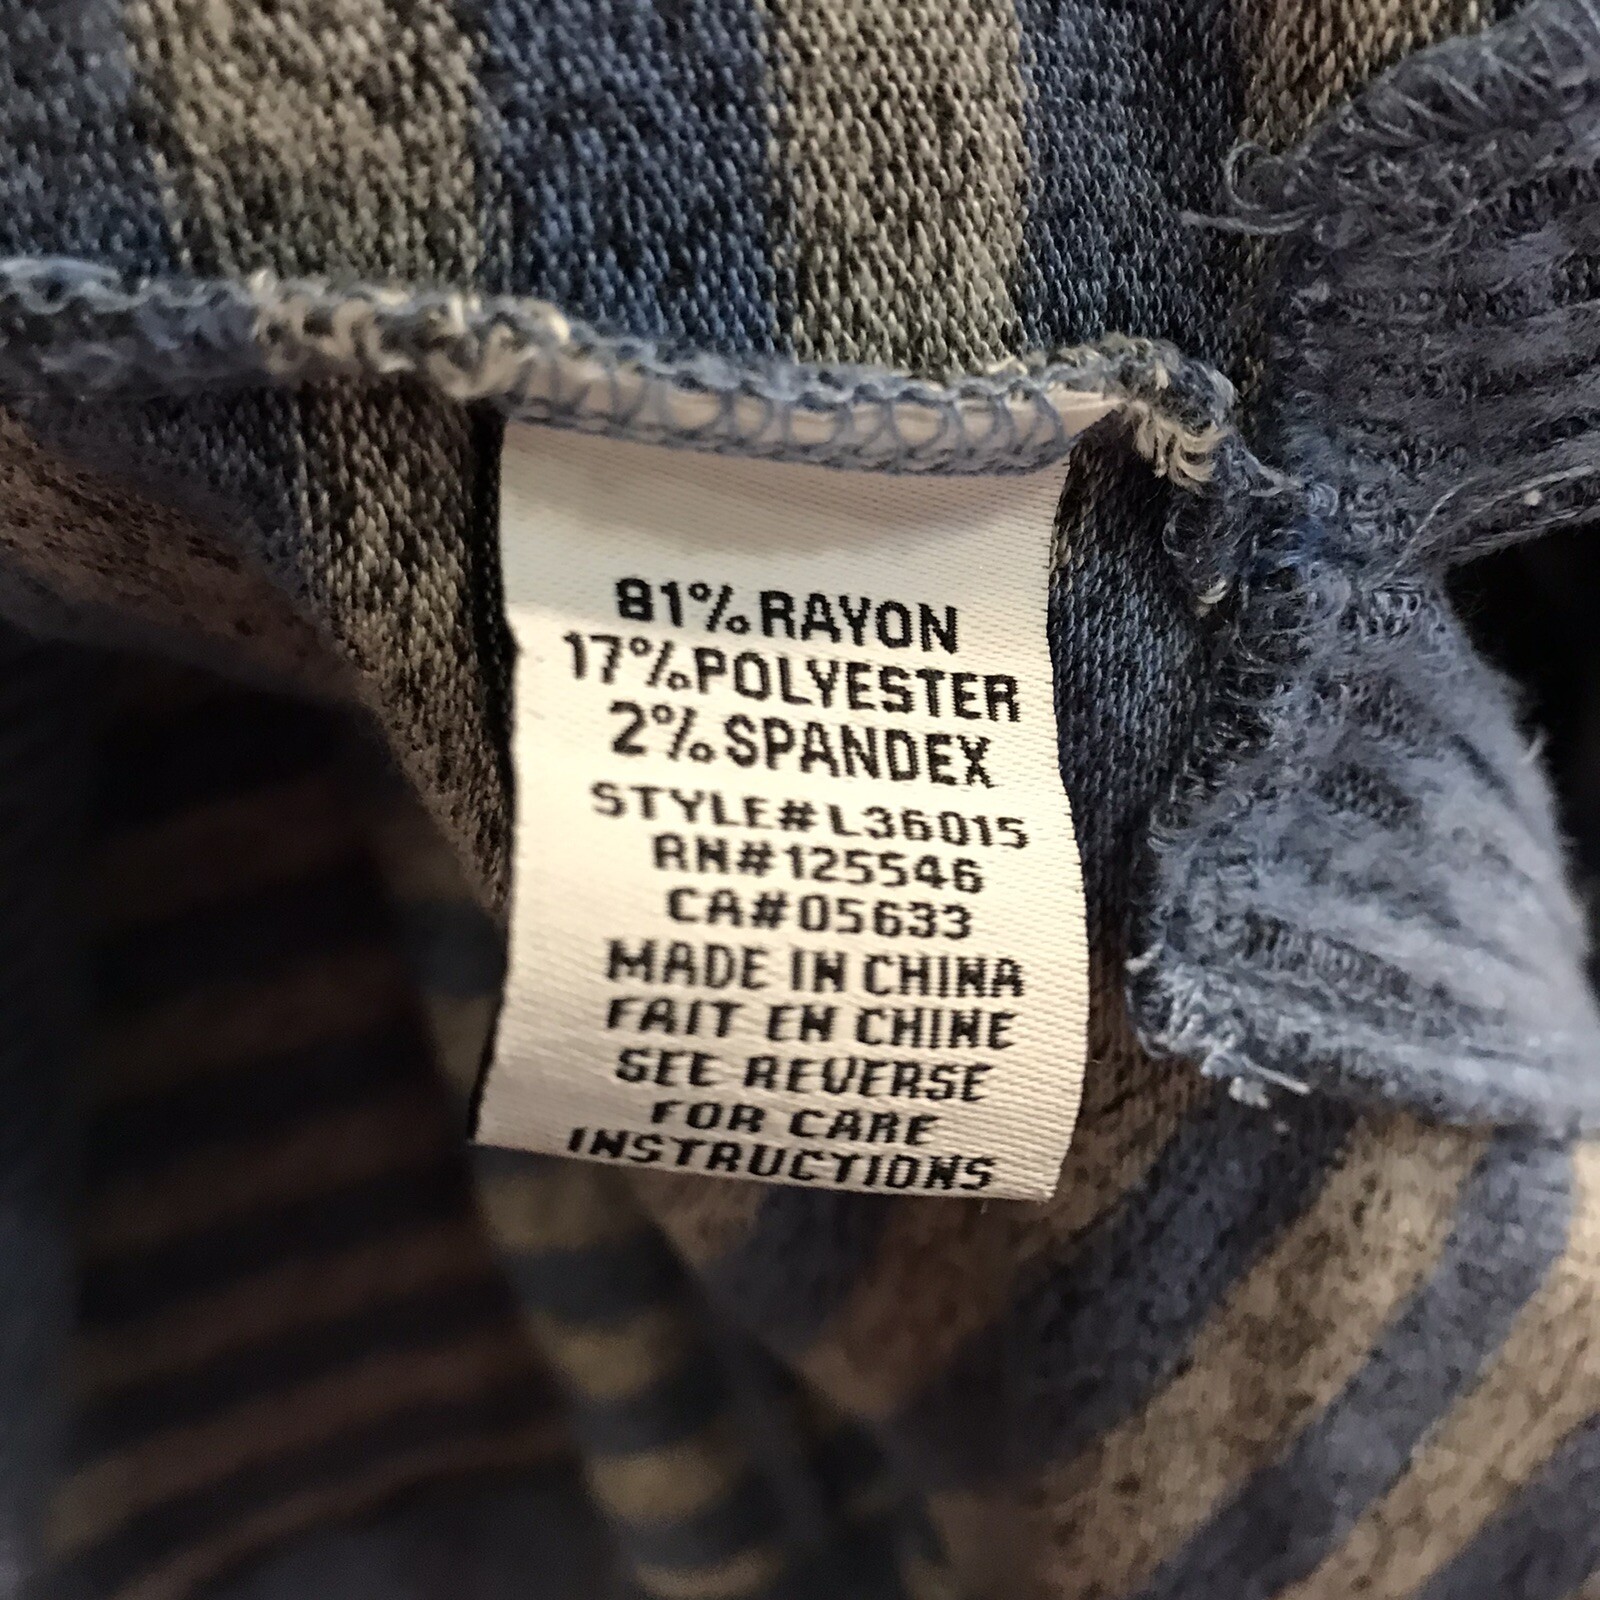 81% RAYON
17% POLYESTER
2% SPANDEX
STYLE#L36015
RN#125546
CA#05633
MADE IN CHINA
FAIT EN CHINE
SEE REVERSE
FOR CARE
INSTRUCTIONS